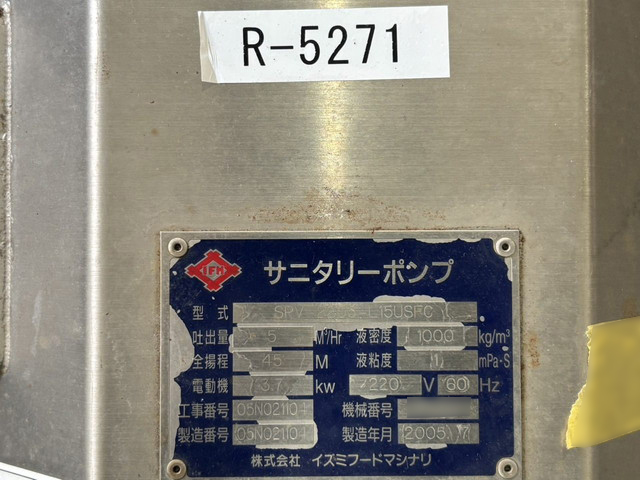 R-5271
IFM
サニタリーポンプ
型式 SPV L15USFC
吐出量 5 M³/Hr 液密度 1000 kg/m³
全揚程 45 M 液粘度 mPa-S
電動機 3.7 kw 220 V 60 Hz
工事番号 05N02110 機械番号
製造番号 05N02110 製造年月 2005. 7
株式会社 イズミフードマシナリ